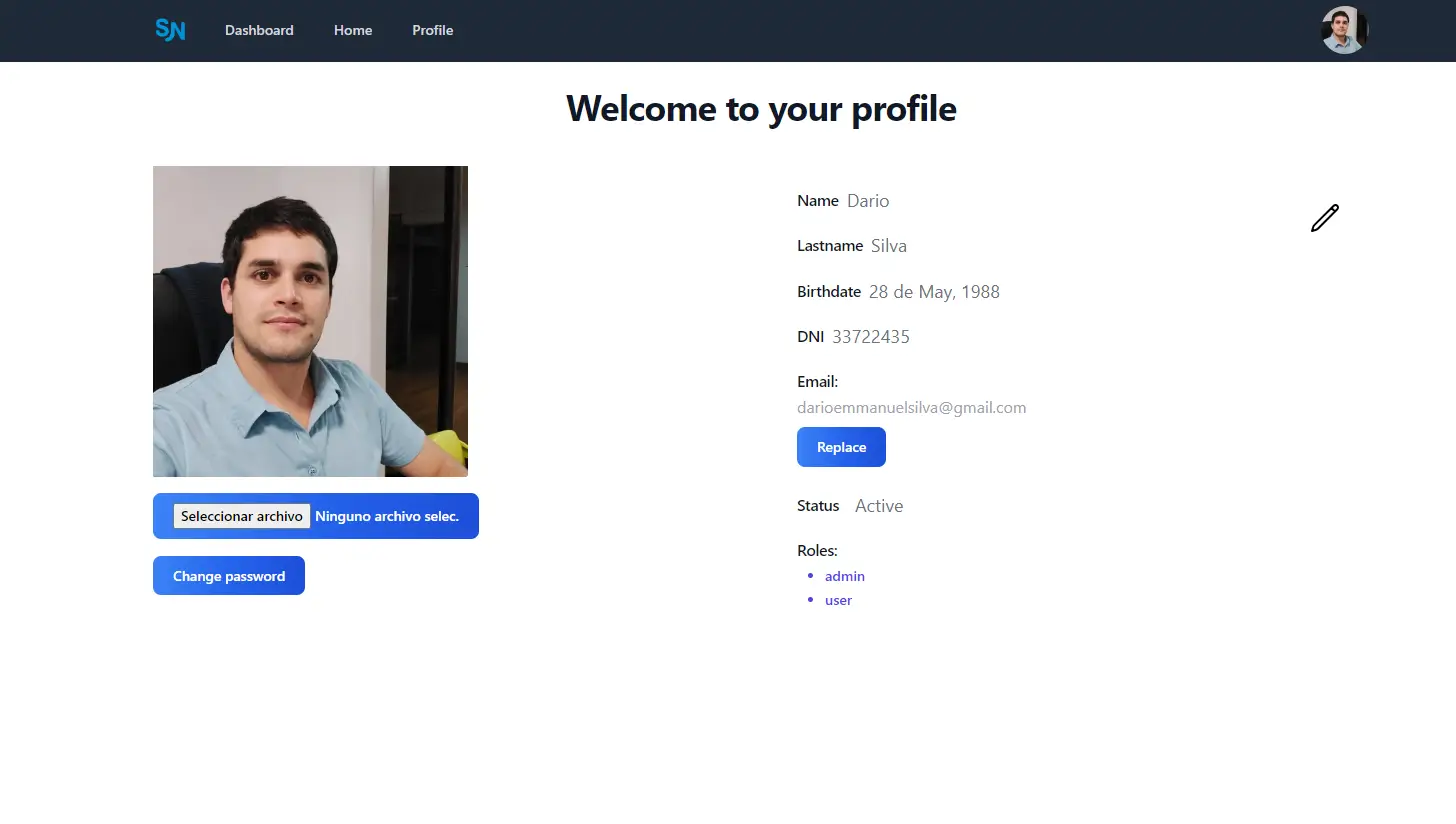 SN
Dashboard
Home
Profile
Welcome to your profile
Seleccionar archivo Ninguno archivo selec.
Change password
Name Dario
Lastname Silva
Birthdate 28 de May, 1988
DNI 33722435
Email:
darioemmanuelsilva@gmail.com
Replace
Status Active
Roles:
admin
user